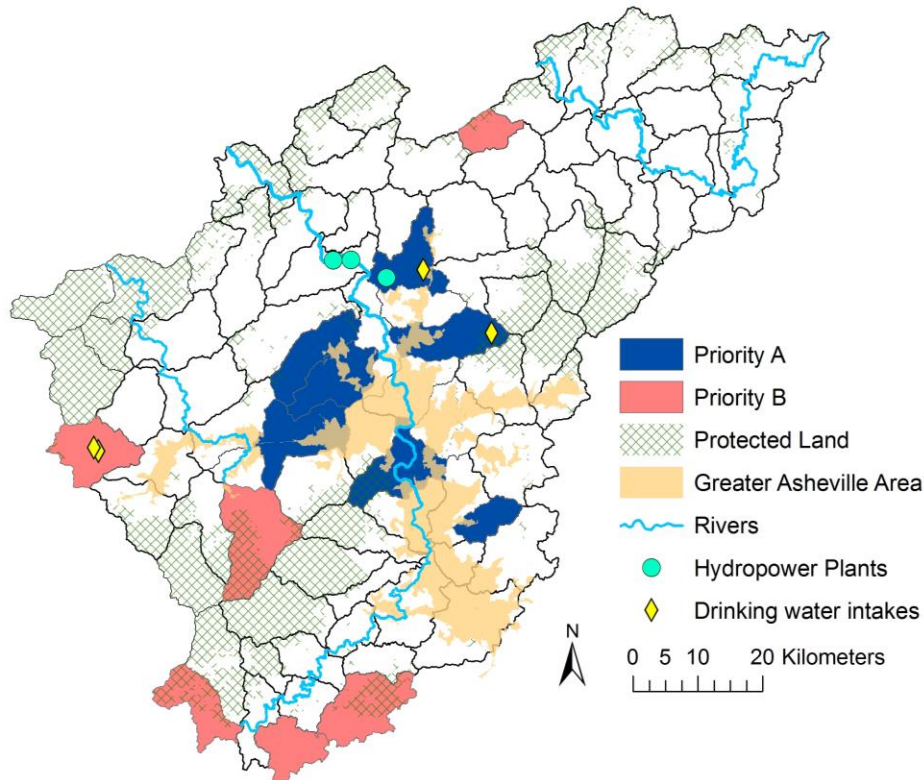 Priority A
Priority B
Protected Land
Greater Asheville Area
Rivers
Hydropower Plants
Drinking water intakes
N
0 5 10 20 Kilometers